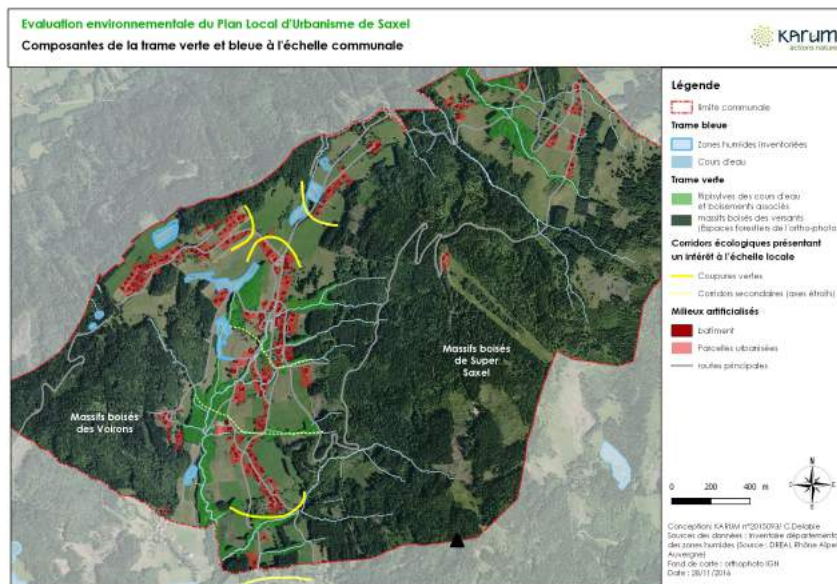 Evaluation environnementale du Plan Local d'Urbanisme de Saxel
Composantes de la trame verte et bleue à l'échelle communale
KARUM
actions nature
Massifs boisés
de Super
Saxel
Massifs boisés
des Voirons
Légende
limite communale
Trame bleue
Zones humides inventoriées
Cours d'eau
Trame verte
Ripisylves des cours d'eau
et boisements associés
massifs boisés des versants
(Espaces forestiers de l'ortho-photo
Corridors écologiques présentant
un intérêt à l'échelle locale
Coupures vertes
Corridors secondaires (axes étroits)
Milieux artificialisés
batiment
Parcelles urbanisées
routes principales
0 200 400 m
N
S
Conception: KARUM n°2015093/ C.Delabie
Sources des données : Inventaire départementa
des zones humides (Source : DREAL Rhône Alpe
Auvergne)
Fond de carte : orthophoto IGN
Date : 28/11/2016